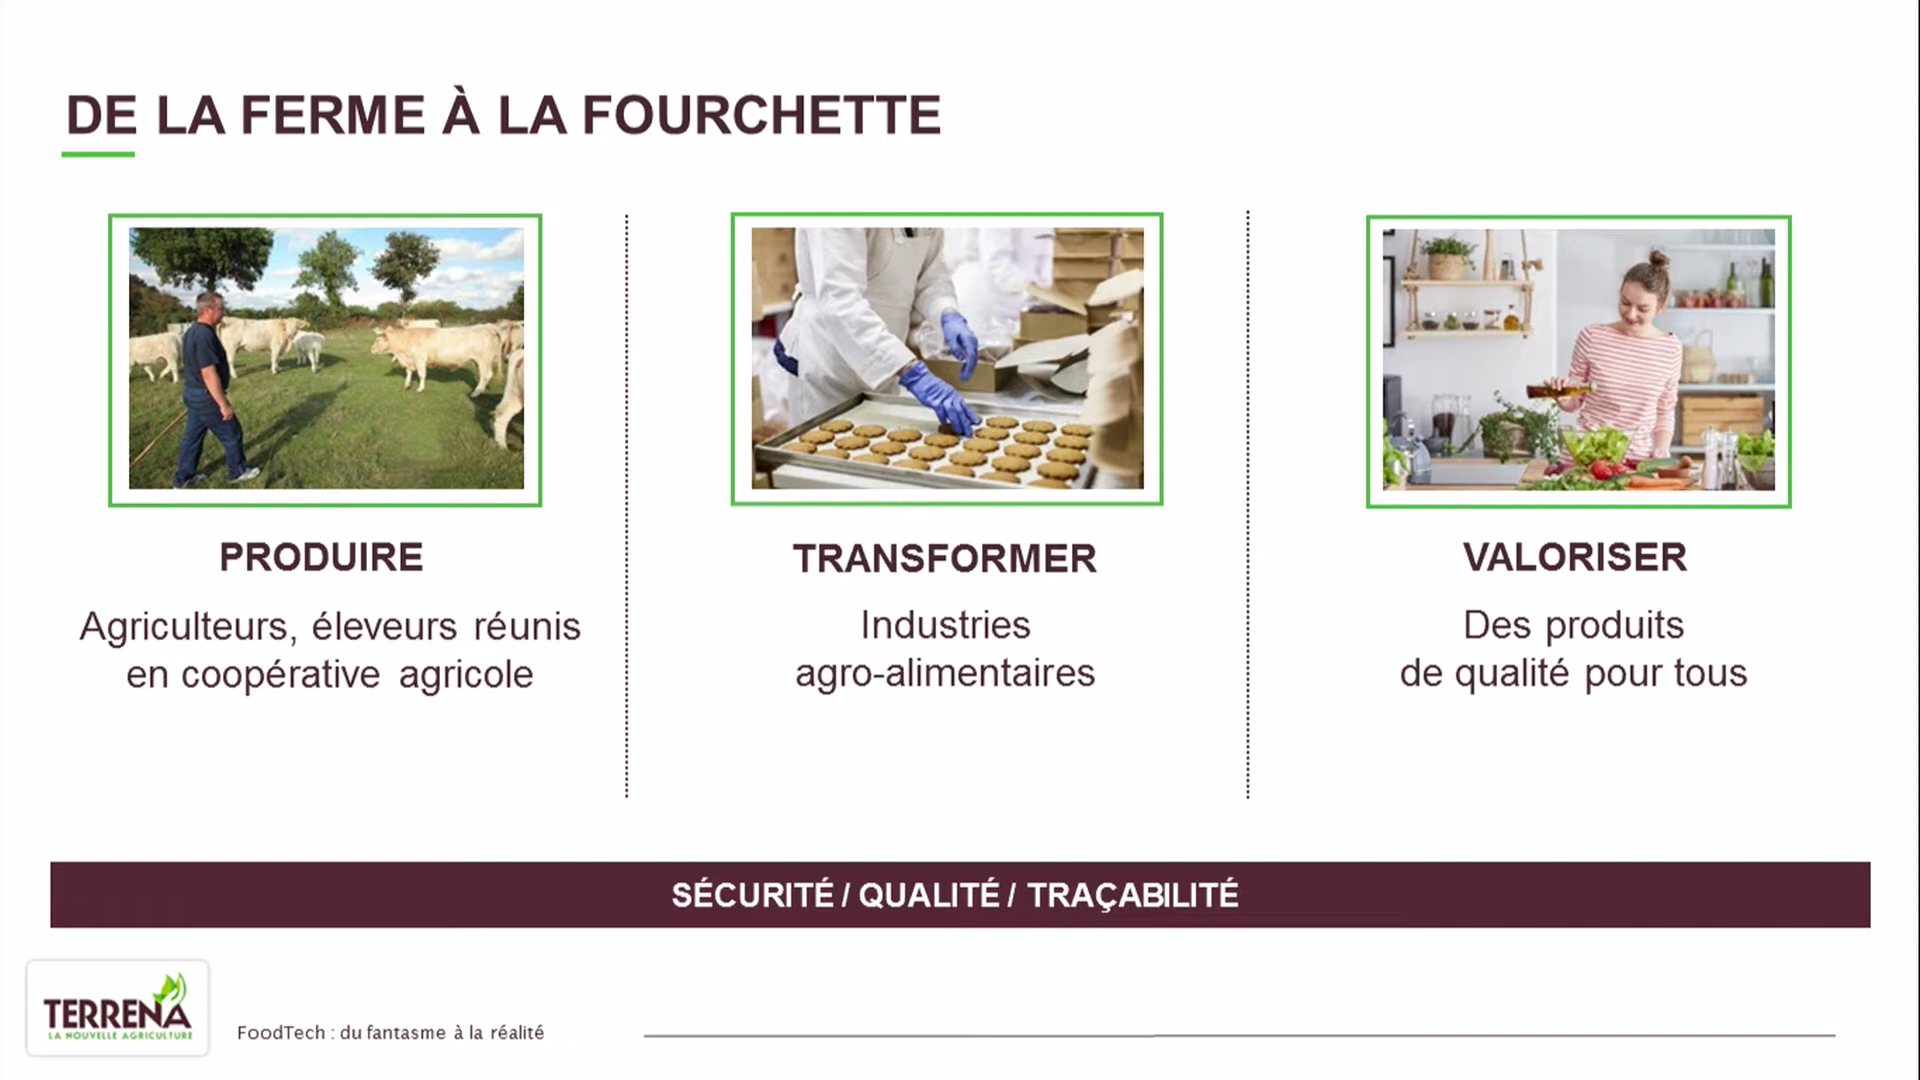 DE LA FERME À LA FOURCHETTE
PRODUIRE
Agriculteurs, éleveurs réunis
en coopérative agricole
TRANSFORMER
Industries
agro-alimentaires
VALORISER
Des produits
de qualité pour tous
SÉCURITÉ / QUALITÉ / TRAÇABILITÉ
TERRENA
LA NOUVELLE AGRICULTURE
FoodTech : du fantasme à la réalité